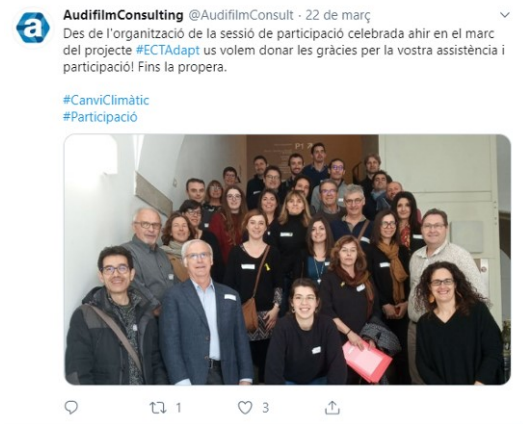 AudifilmConsulting @AudifilmConsult · 22 de març
Des de l'organització de la sessió de participació celebrada ahir en el marc
del projecte #ECTAdapt us volem donar les gràcies per la vostra assistència i
participació! Fins la propera.
#CanviClimàtic
#Participació
P1
1
3